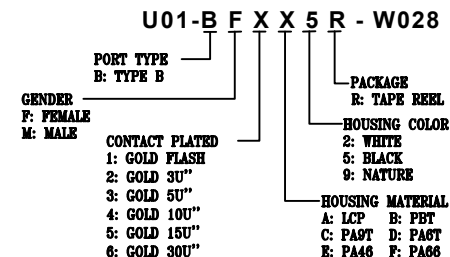 U01-B F X X 5 R - W028
PORT TYPE
B: TYPE B
GENDER
F: FEMALE
M: MALE
CONTACT PLATED
1: GOLD FLASH
2: GOLD 3U"
3: GOLD 5U"
4: GOLD 10U"
5: GOLD 15U"
6: GOLD 30U"
PACKAGE
R: TAPE REEL
HOUSING COLOR
2: WHITE
5: BLACK
9: NATURE
HOUSING MATERIAL
A: LCP B: PBT
C: PA9T D: PA6T
E: PA46 F: PA66